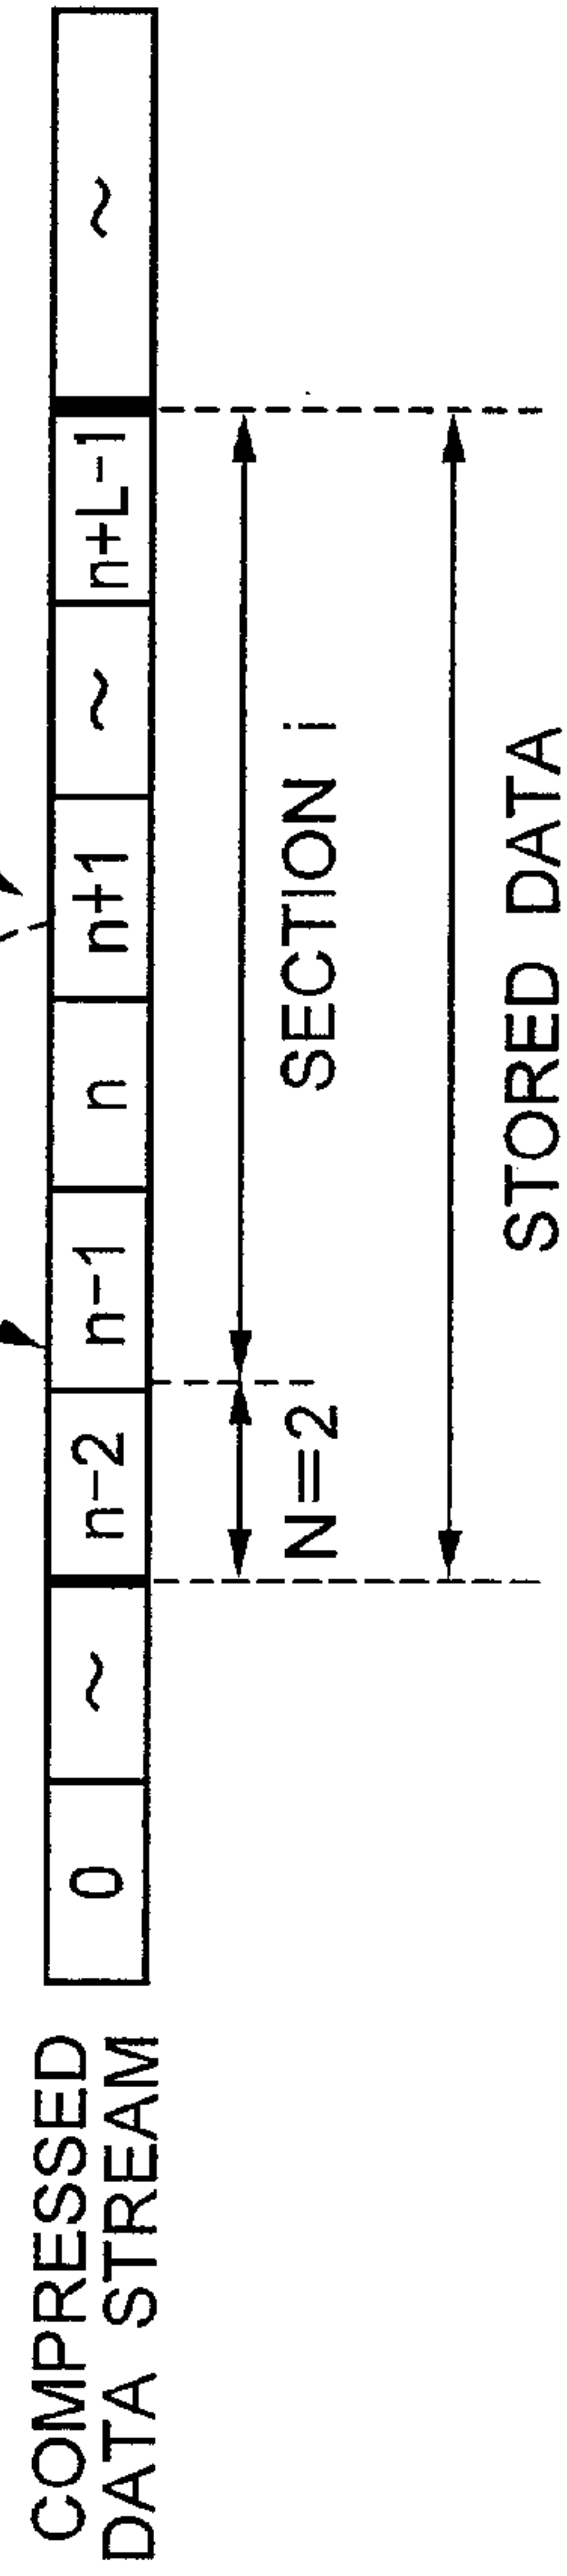 COMPRESSED
DATA STREAM
0 ~ n-2 n-1 n n+1 ~ n+L-1 ~
N=2 SECTION i
STORED DATA